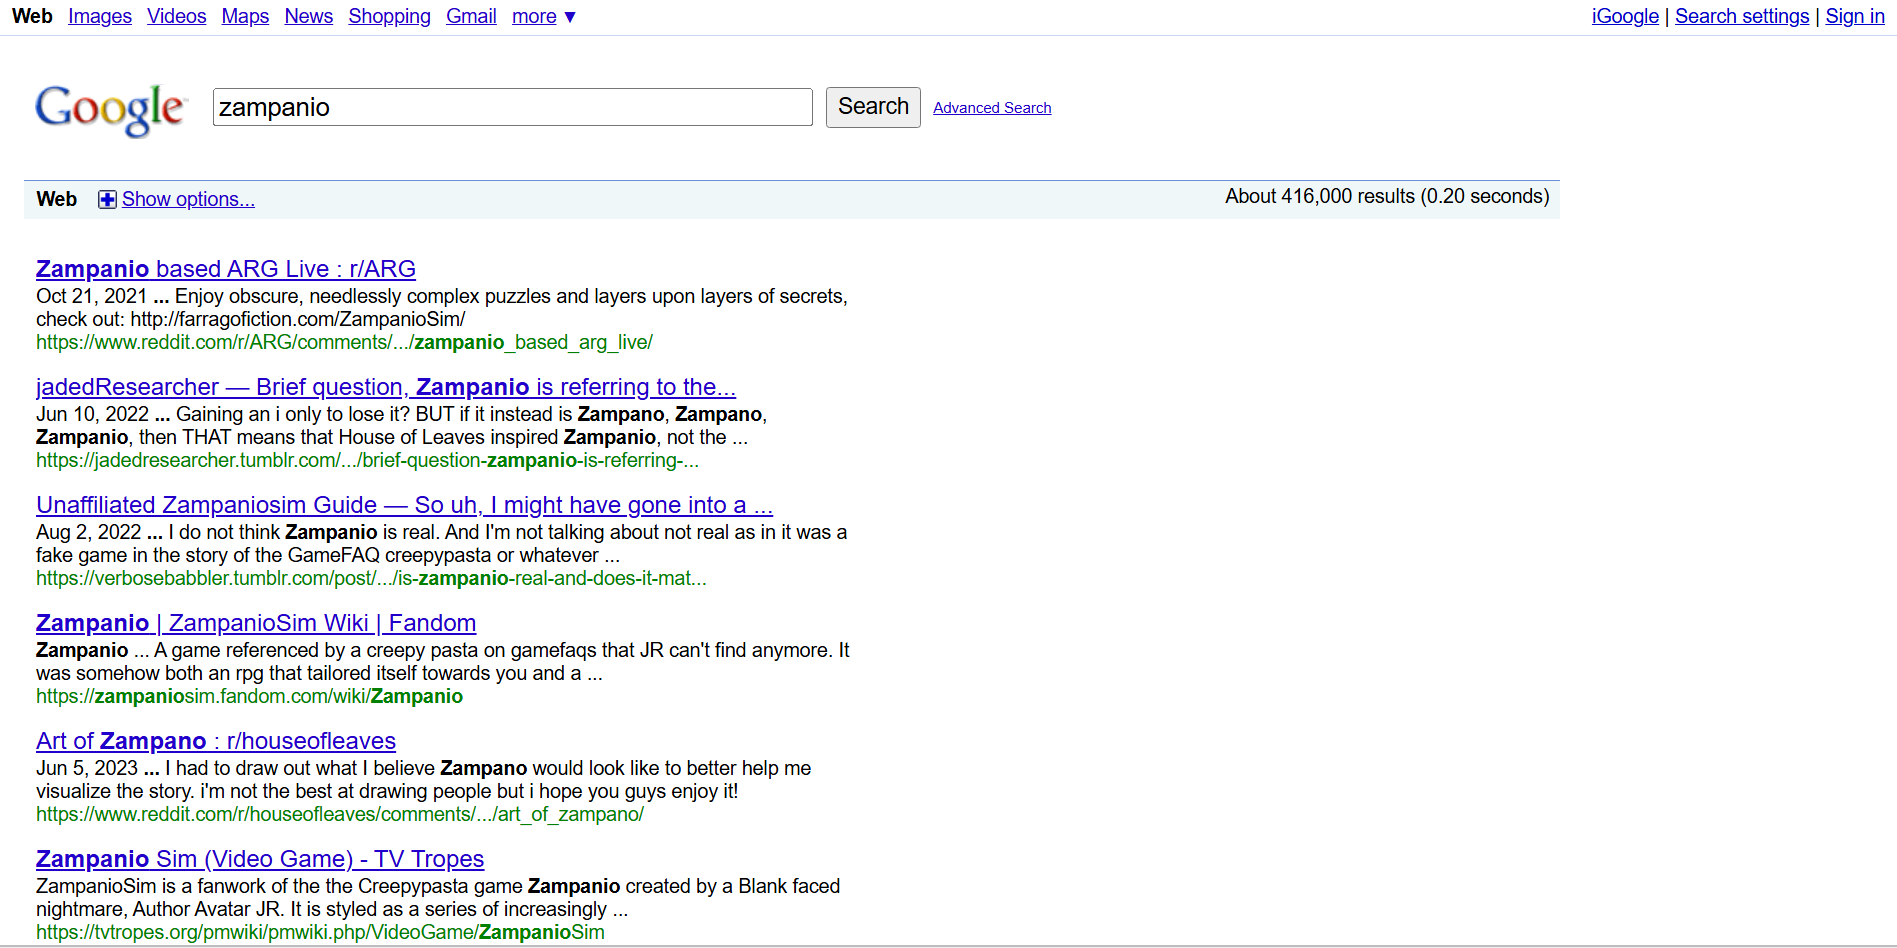 Web Images Videos Maps News Shopping Gmail more ▼ iGoogle | Search settings | Sign in
Google™ zampanio Search Advanced Search
Web Show options... About 416,000 results (0.20 seconds)
Zampanio based ARG Live : r/ARG
Oct 21, 2021 ... Enjoy obscure, needlessly complex puzzles and layers upon layers of secrets,
check out: http://farragofiction.com/ZampanioSim/
https://www.reddit.com/r/ARG/comments/.../zampanio_based_arg_live/
jadedResearcher — Brief question, Zampanio is referring to the...
Jun 10, 2022 ... Gaining an i only to lose it? BUT if it instead is Zampano, Zampano,
Zampanio, then THAT means that House of Leaves inspired Zampanio, not the ...
https://jadedresearcher.tumblr.com/.../brief-question-zampanio-is-referring-...
Unaffiliated Zampaniosim Guide — So uh, I might have gone into a ...
Aug 2, 2022 ... I do not think Zampanio is real. And I'm not talking about not real as in it was a
fake game in the story of the GameFAQ creepypasta or whatever ...
https://verbosebabbler.tumblr.com/post/.../is-zampanio-real-and-does-it-mat...
Zampanio | ZampanioSim Wiki | Fandom
Zampanio ... A game referenced by a creepy pasta on gamefaqs that JR can't find anymore. It
was somehow both an rpg that tailored itself towards you and a ...
https://zampaniosim.fandom.com/wiki/Zampanio
Art of Zampano : r/houseofleaves
Jun 5, 2023 ... I had to draw out what I believe Zampano would look like to better help me
visualize the story. i'm not the best at drawing people but i hope you guys enjoy it!
https://www.reddit.com/r/houseofleaves/comments/.../art_of_zampano/
Zampanio Sim (Video Game) - TV Tropes
ZampanioSim is a fanwork of the the Creepypasta game Zampanio created by a Blank faced
nightmare, Author Avatar JR. It is styled as a series of increasingly ...
https://tvtropes.org/pmwiki/pmwiki.php/VideoGame/ZampanioSim